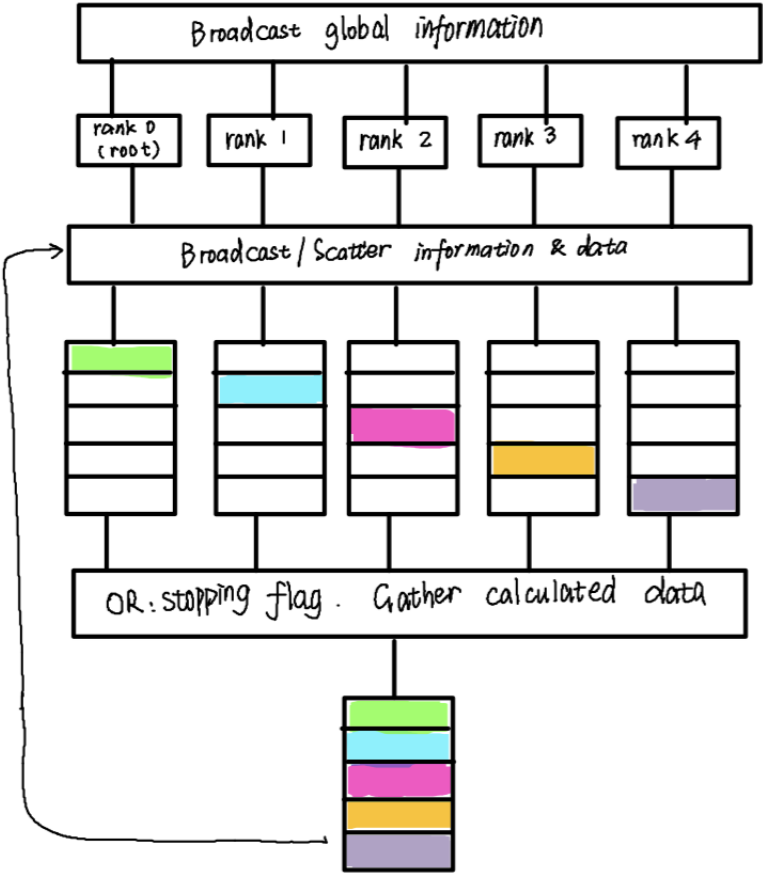 Broadcast global information
rank 0
(root)
rank 1
rank 2
rank 3
rank 4
Broadcast / Scatter information & data
OR: stopping flag. Gather calculated data